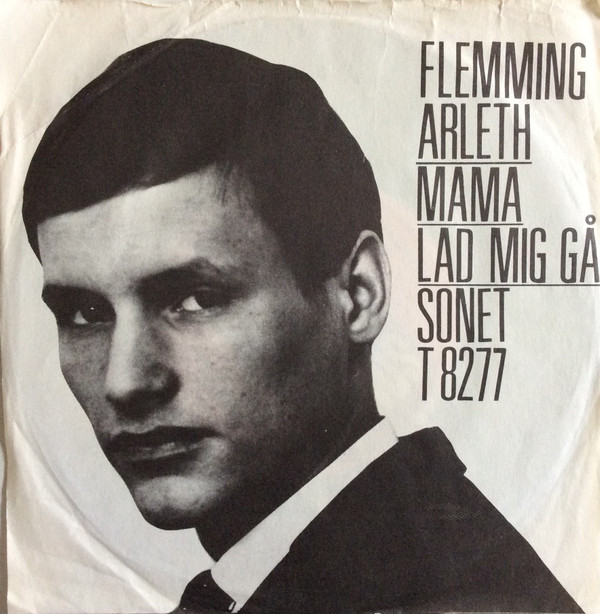 FLEMMING
ARLETH
MAMA
LAD MIG GÅ
SONET
T 8277